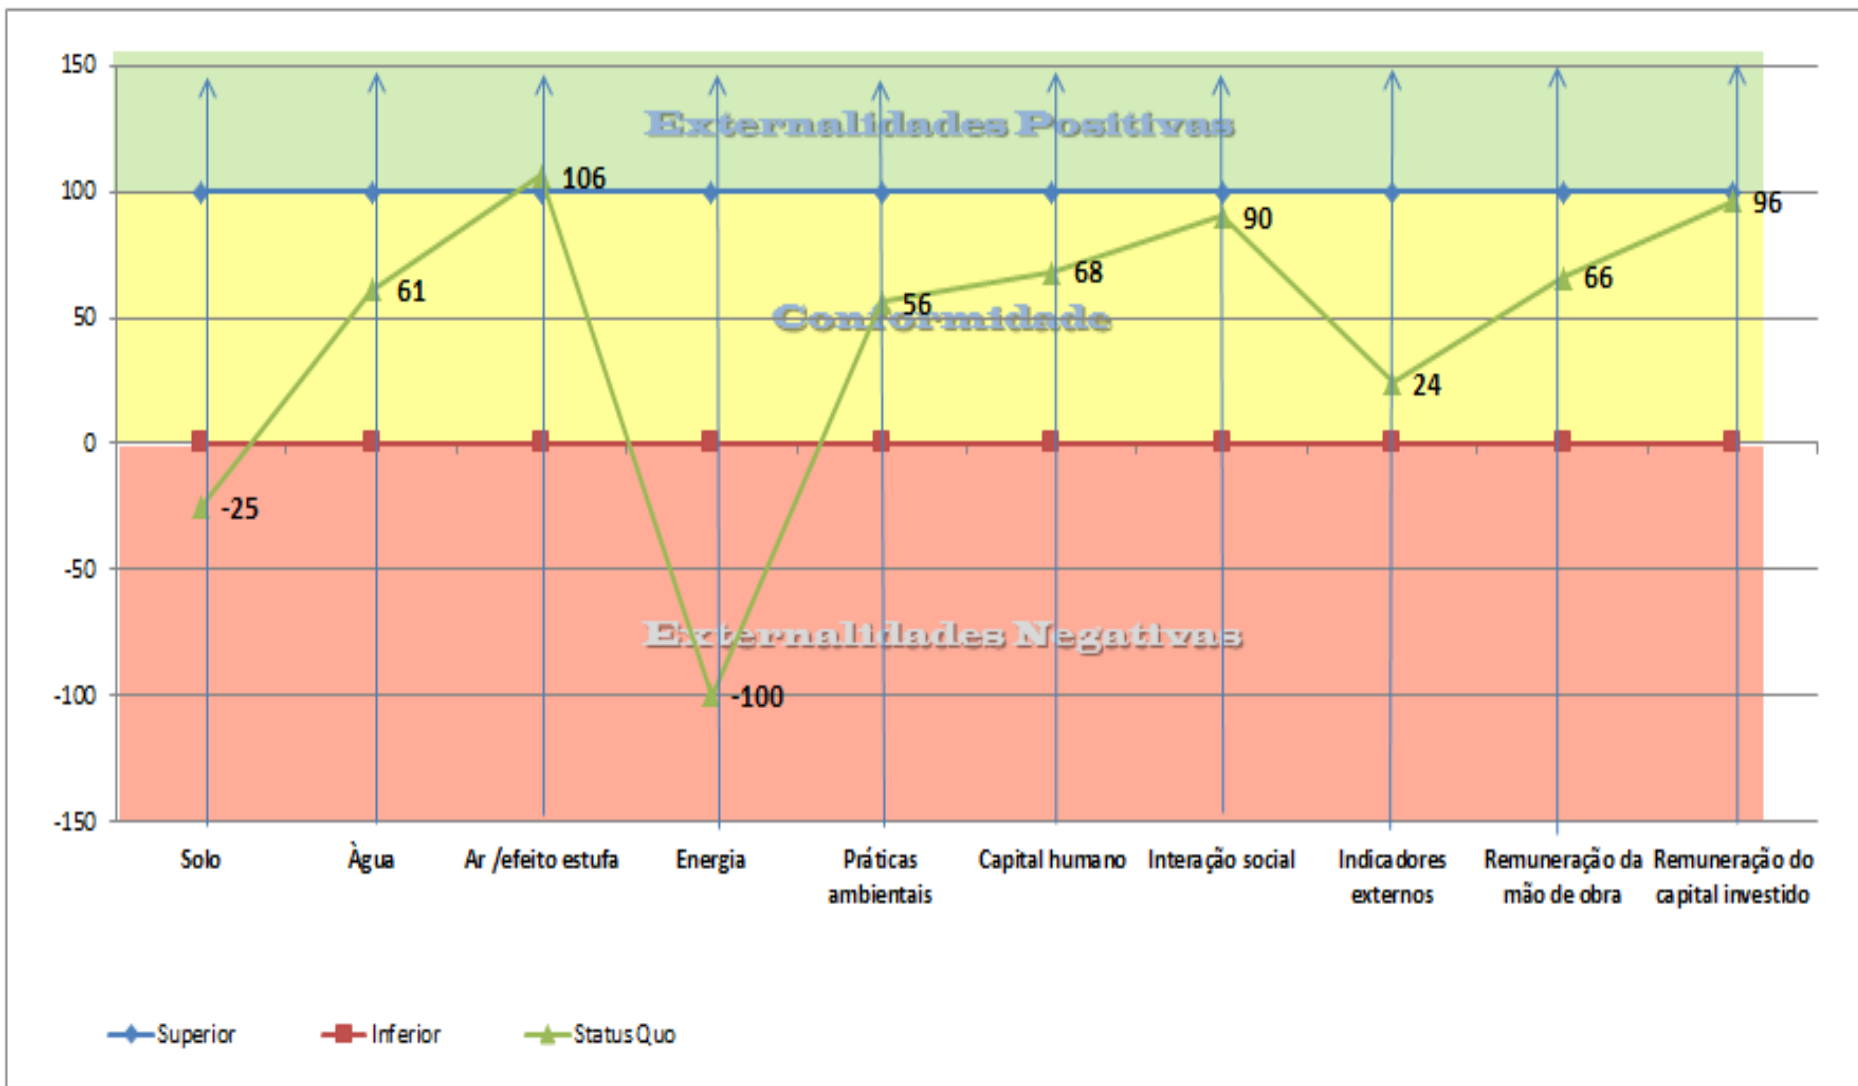 150
Externalidades Positivas
106
100
96
90
68
66
61
56
50
Conformidade
24
0
-25
-50
Externalidades Negativas
-100
-100
-150
Solo
Àgua
Ar /efeito estufa
Energia
Práticas
ambientais
Capital humano
Interação social
Indicadores
externos
Remuneração da
mão de obra
Remuneração do
capital investido
Superior
Inferior
Status Quo